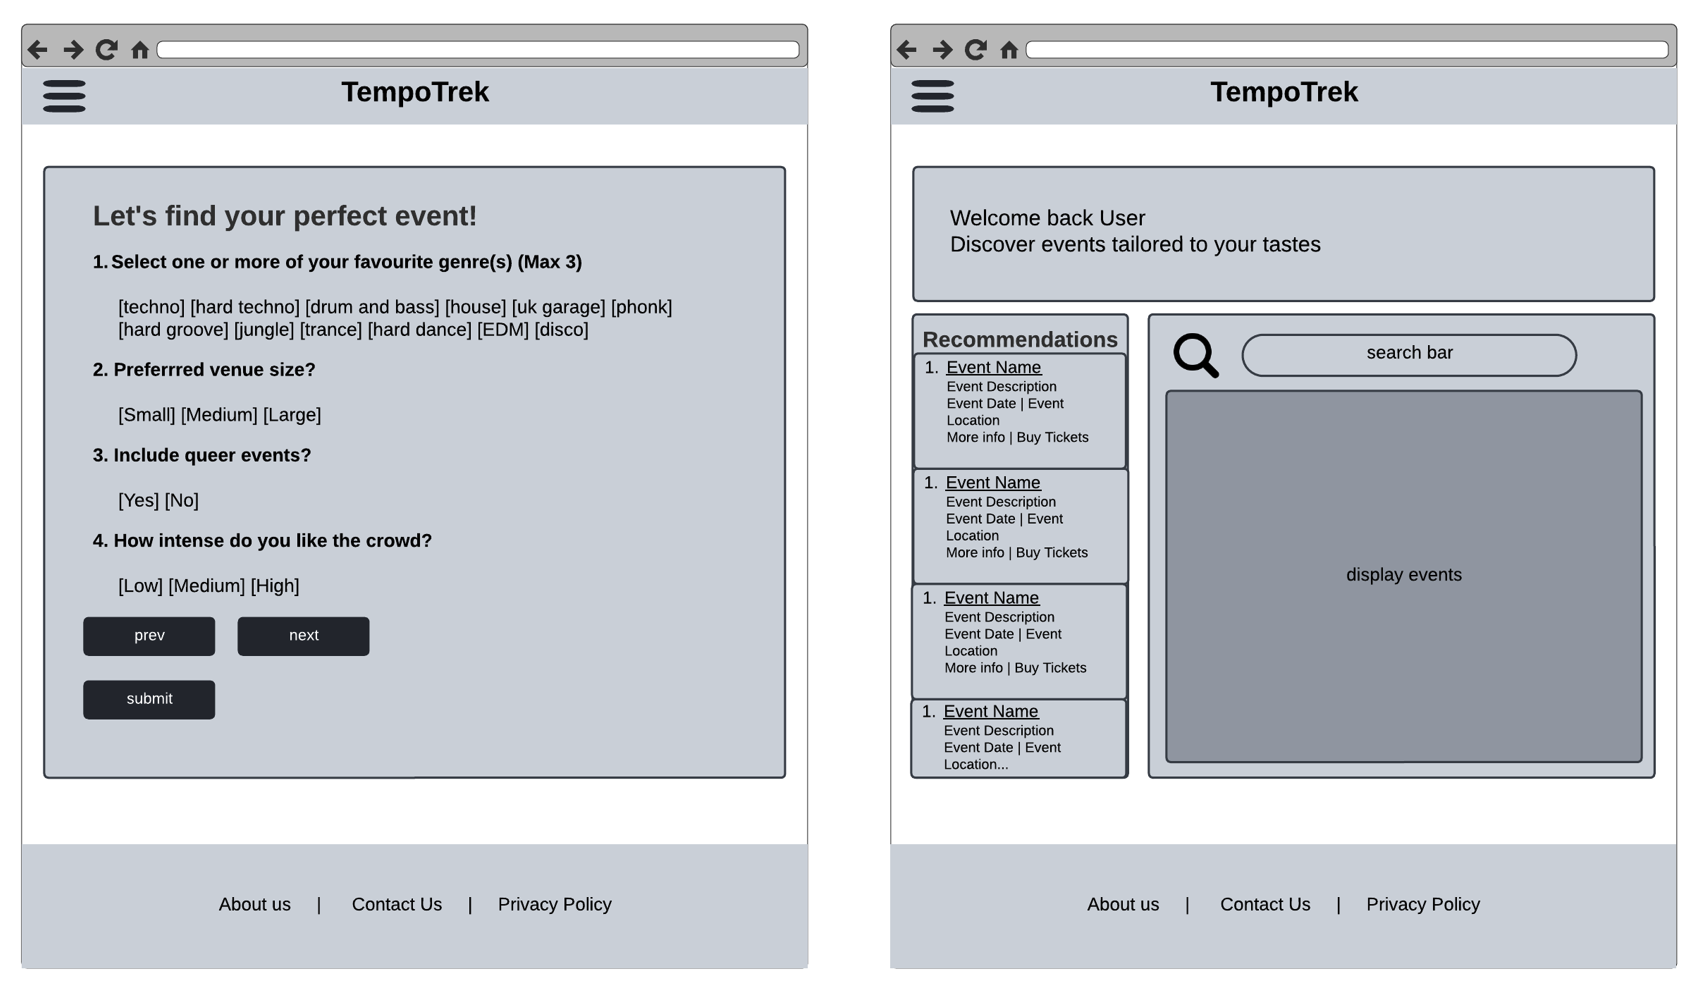 TempoTrek
Let's find your perfect event!
1. Select one or more of your favourite genre(s) (Max 3)
[techno] [hard techno] [drum and bass] [house] [uk garage] [phonk]
[hard groove] [jungle] [trance] [hard dance] [EDM] [disco]
2. Preferrred venue size?
[Small] [Medium] [Large]
3. Include queer events?
[Yes] [No]
4. How intense do you like the crowd?
[Low] [Medium] [High]
prev
next
submit
About us | Contact Us | Privacy Policy
TempoTrek
Welcome back User
Discover events tailored to your tastes
Recommendations
1. Event Name
Event Description
Event Date | Event
Location
More info | Buy Tickets
1. Event Name
Event Description
Event Date | Event
Location
More info | Buy Tickets
1. Event Name
Event Description
Event Date | Event
Location
More info | Buy Tickets
1. Event Name
Event Description
Event Date | Event
Location...
search bar
display events
About us | Contact Us | Privacy Policy